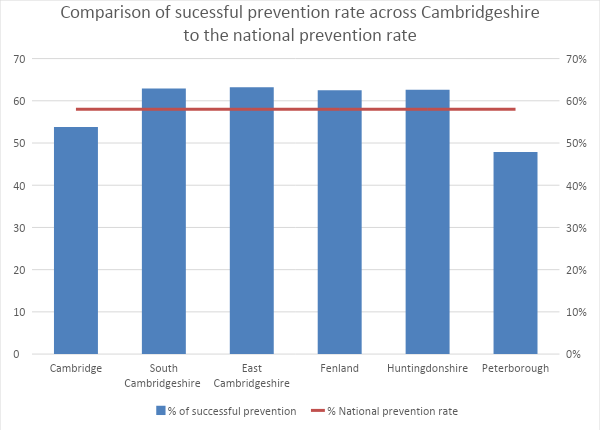 Comparison of sucessful prevention rate across Cambridgeshire
to the national prevention rate
70 70%
60 60%
50 50%
40 40%
30 30%
20 20%
10 10%
0 0%
Cambridge South East Fenland Huntingdonshire Peterborough
Cambridgeshire Cambridgeshire
% of successful prevention % National prevention rate